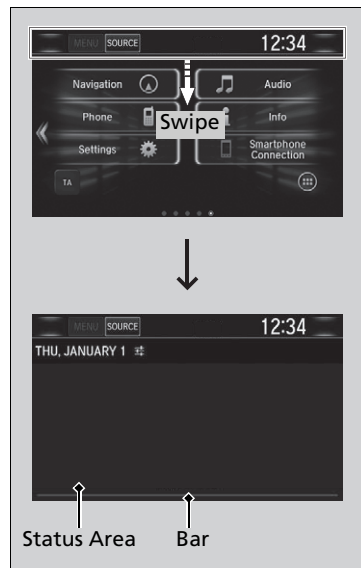 MENU SOURCE 12:34
Navigation Audio
Phone Info
Swipe
Settings Smartphone
Connection
TA
MENU SOURCE 12:34
THU, JANUARY 1
Status Area Bar